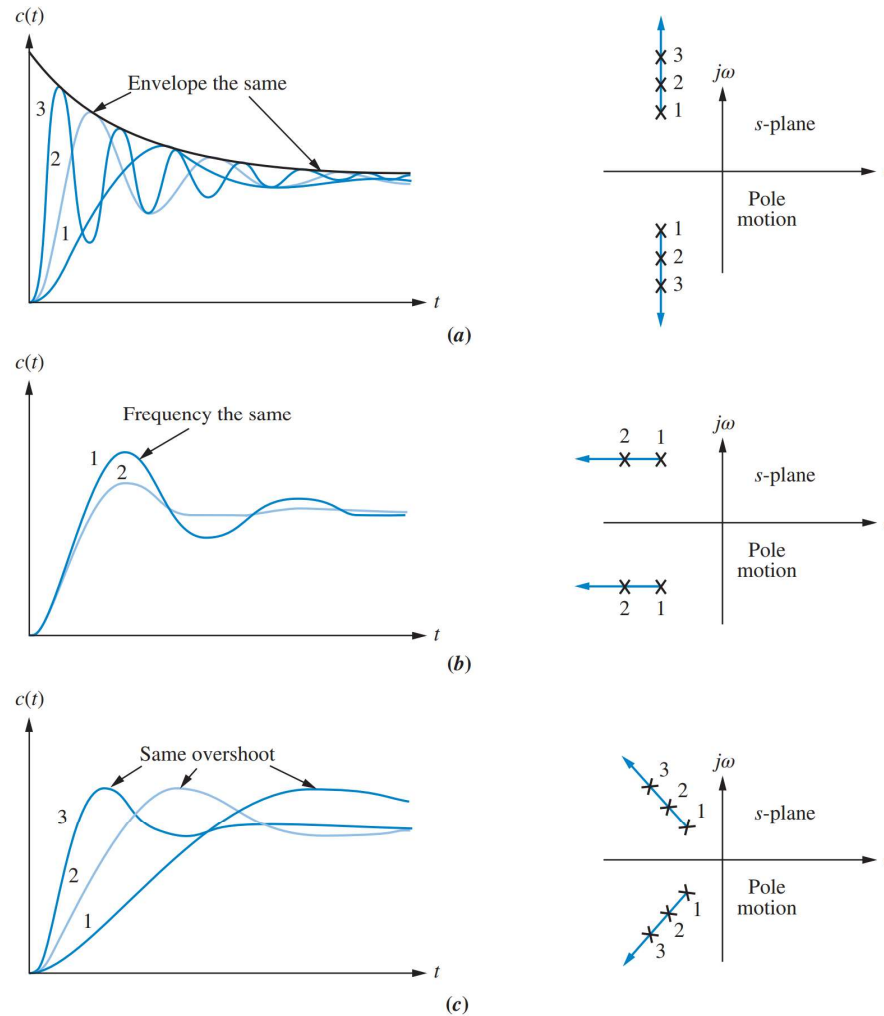 c(t)
Envelope the same
3
2
1
t
3
2
1
jω
s-plane
Pole
motion
1
2
3
(a)
c(t)
Frequency the same
1
2
t
2 1
jω
s-plane
Pole
motion
2 1
(b)
c(t)
Same overshoot
3
2
1
t
3
2
1
jω
s-plane
Pole
motion
1
2
3
(c)